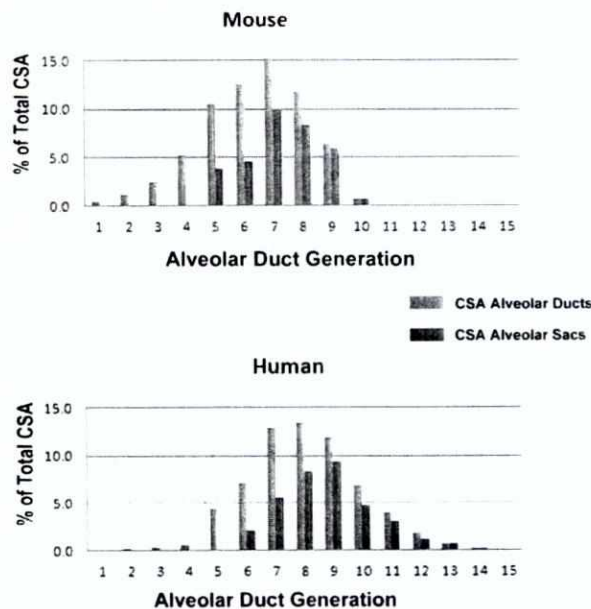 Mouse
% of Total CSA
15.0
10.0
5.0
0.0
1 2 3 4 5 6 7 8 9 10 11 12 13 14 15
Alveolar Duct Generation
CSA Alveolar Ducts
CSA Alveolar Sacs
Human
% of Total CSA
15.0
10.0
5.0
0.0
1 2 3 4 5 6 7 8 9 10 11 12 13 14 15
Alveolar Duct Generation